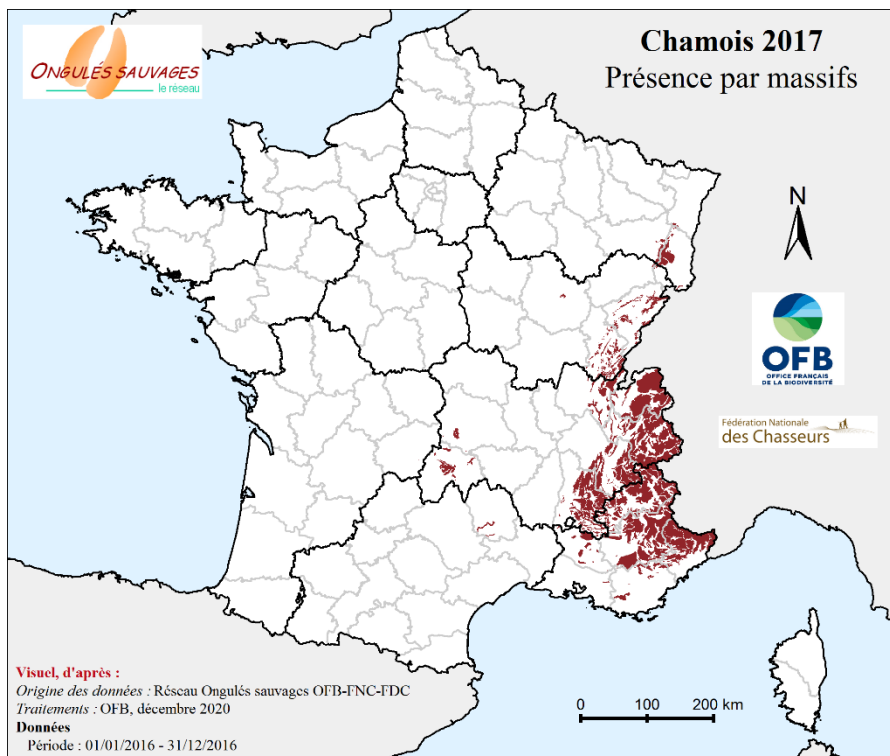 ONGULÉS SAUVAGES
le réseau
Chamois 2017
Présence par massifs
N
OFB
OFFICE FRANÇAIS
DE LA BIODIVERSITÉ
Fédération Nationale
des Chasseurs
Visuel, d'après :
Origine des données : Réseau Ongulés sauvages OFB-FNC-FDC
Traitements : OFB, décembre 2020
Données
Période : 01/01/2016 - 31/12/2016
0 100 200 km